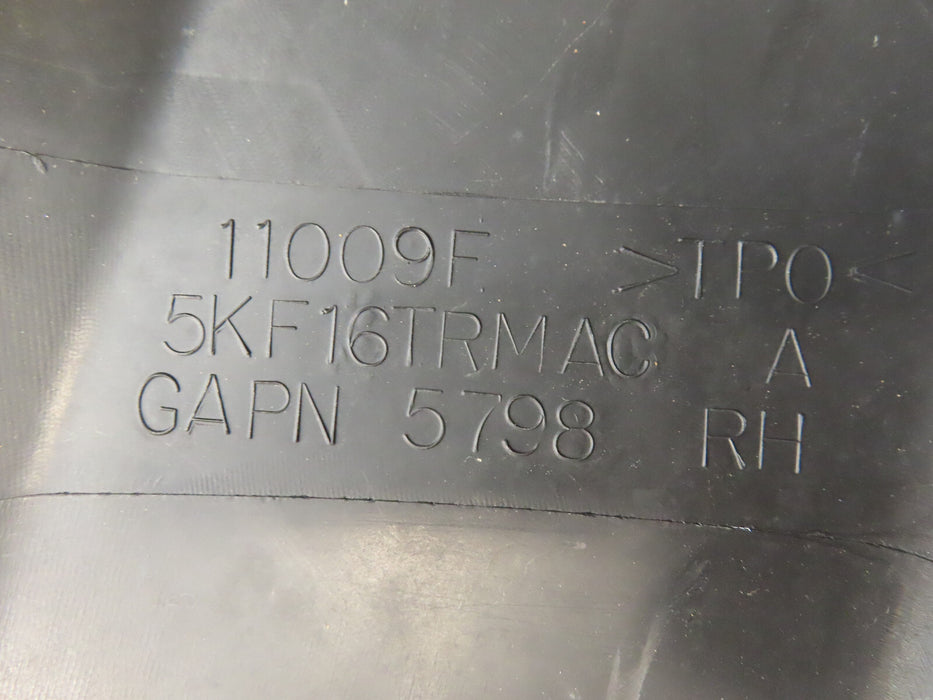 11009F >TPO<
5KF16TRMAC A
GAPN 5798 RH